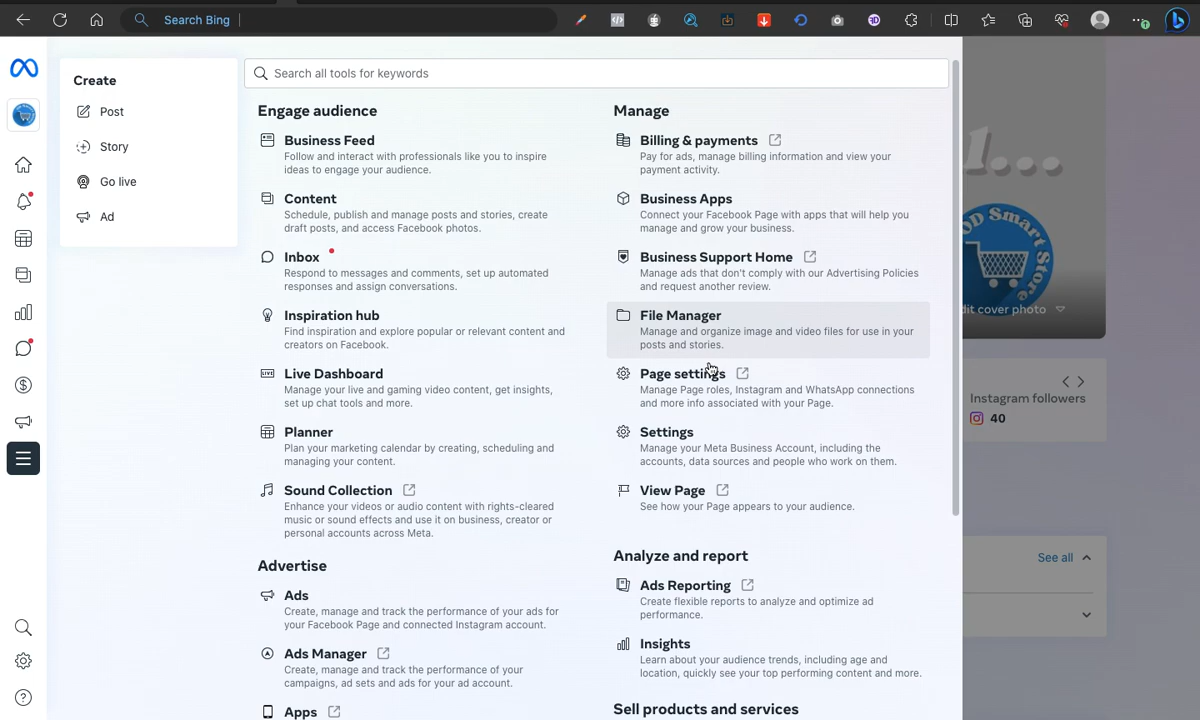 Search Bing
Create
Post
Story
Go live
Ad
Search all tools for keywords
Engage audience
Business Feed
Follow and interact with professionals like you to inspire
ideas to engage your audience.
Content
Schedule, publish and manage posts and stories, create
draft posts, and access Facebook photos.
Inbox
Respond to messages and comments, set up automated
responses and assign conversations.
Inspiration hub
Find inspiration and explore popular or relevant content and
creators on Facebook.
Live Dashboard
Manage your live and gaming video content, get insights,
set up chat tools and more.
Planner
Plan your marketing calendar by creating, scheduling and
managing your content.
Sound Collection
Enhance your videos or audio content with rights-cleared
music or sound effects and use it on business, creator or
personal accounts across Meta.
Advertise
Ads
Create, manage and track the performance of your ads for
your Facebook Page and connected Instagram account.
Ads Manager
Create, manage and track the performance of your
campaigns, ad sets and ads for your ad account.
Apps
Manage
Billing & payments
Pay for ads, manage billing information and view your
payment activity.
Business Apps
Connect your Facebook Page with apps that will help you
manage and grow your business.
Business Support Home
Manage ads that don't comply with our Advertising Policies
and request another review.
File Manager
Manage and organize image and video files for use in your
posts and stories.
Page settings
Manage Page roles, Instagram and WhatsApp connections
and more info associated with your Page.
Settings
Manage your Meta Business Account, including the
accounts, data sources and people who work on them.
View Page
See how your Page appears to your audience.
Analyze and report
Ads Reporting
Create flexible reports to analyze and optimize ad
performance.
Insights
Learn about your audience trends, including age and
location, quickly see your top performing content and more.
Sell products and services
l...
OD Smart
Store
dit cover photo
Instagram followers
40
See all